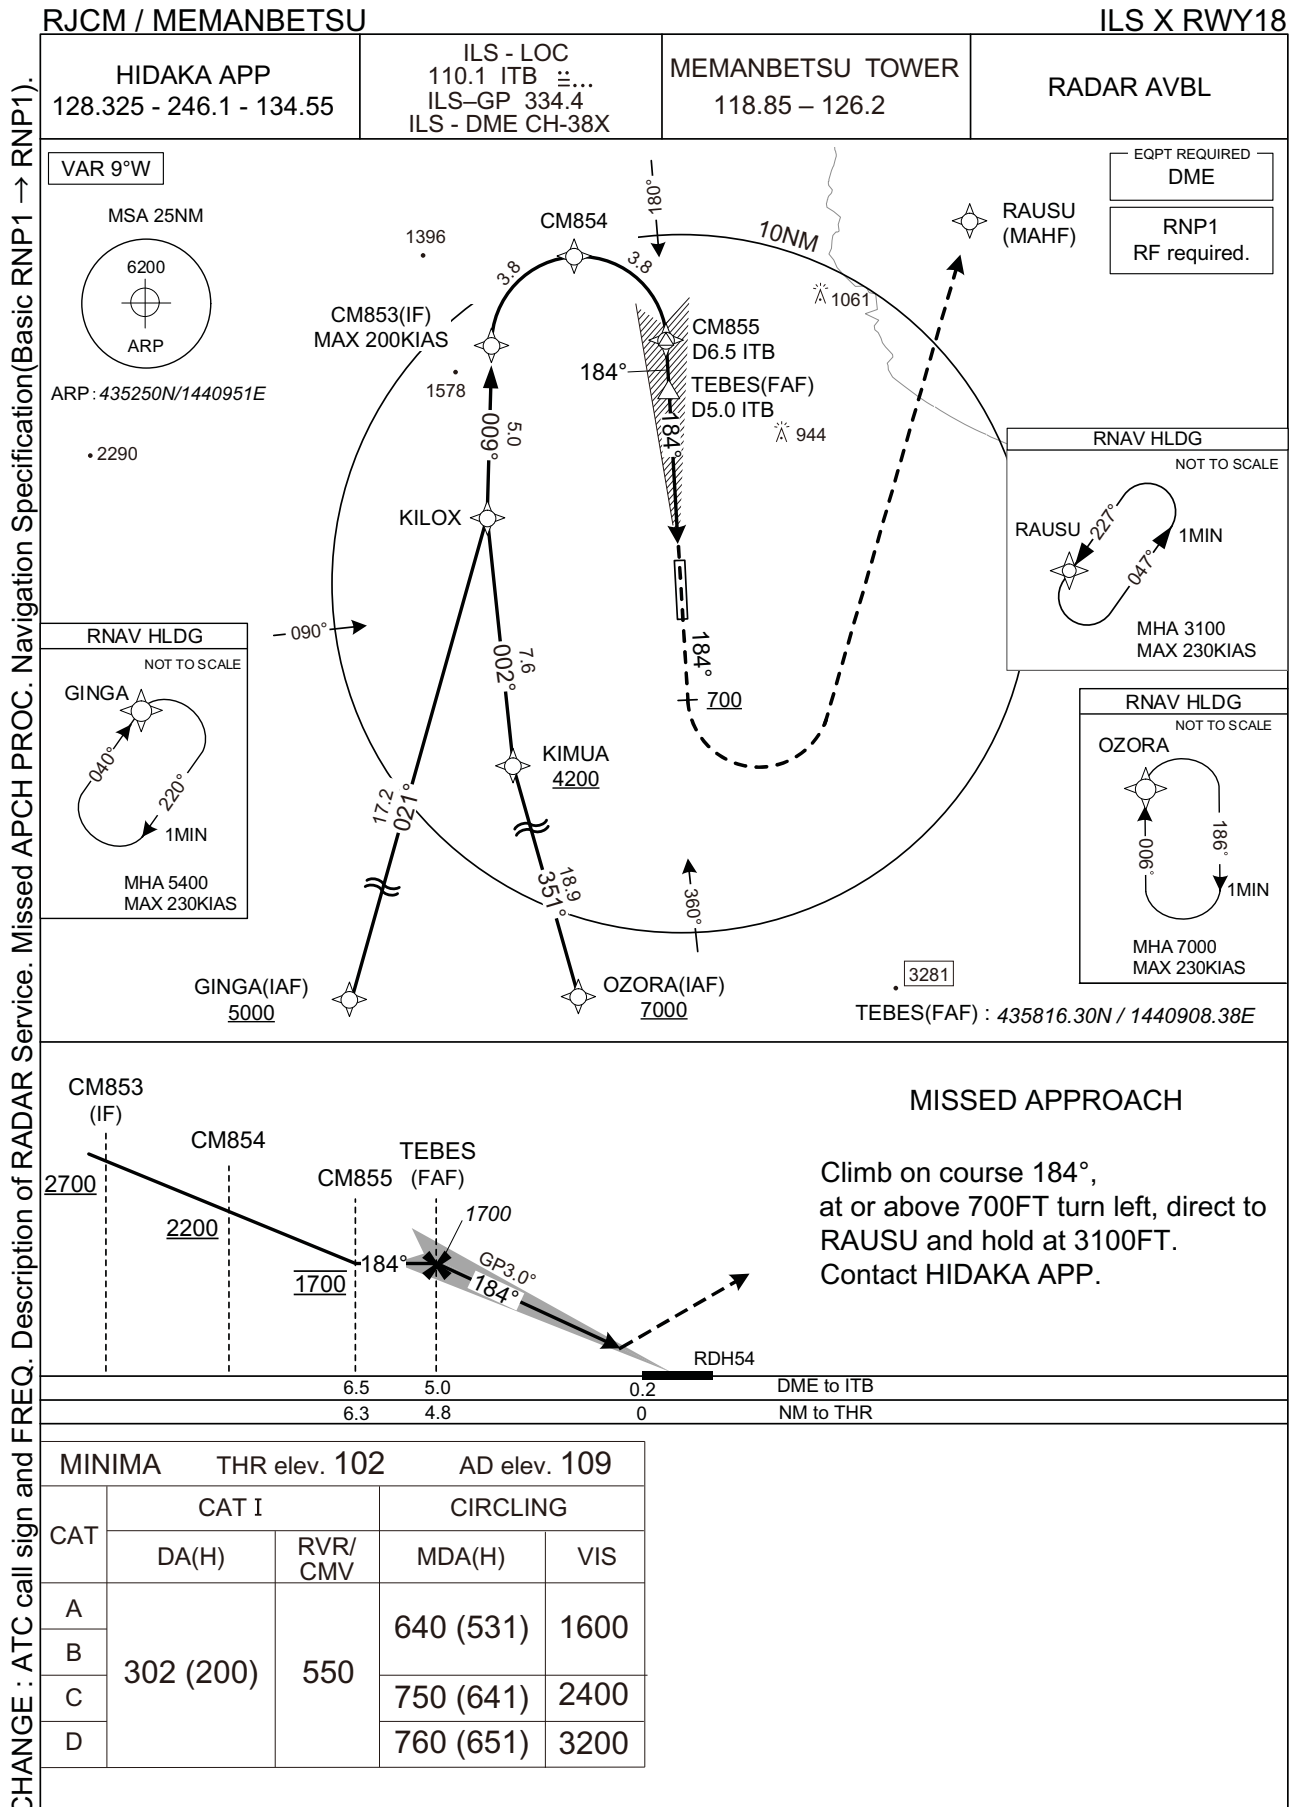 RJCM / MEMANBETSU
ILS X RWY18
HIDAKA APP
128.325 - 246.1 - 134.55
ILS - LOC
110.1 ITB
ILS–GP 334.4
ILS - DME CH-38X
MEMANBETSU TOWER
118.85 – 126.2
RADAR AVBL
CHANGE : ATC call sign and FREQ. Description of RADAR Service. Missed APCH PROC. Navigation Specification(Basic RNP1 → RNP1).
VAR 9°W
MSA 25NM
6200
ARP
ARP : 435250N/1440951E
EQPT REQUIRED
DME
RNP1
RF required.
180°
CM854
10NM
RAUSU
(MAHF)
1396
3.8
3.8
1061
CM853(IF)
MAX 200KIAS
CM855
D6.5 ITB
1578
184°
TEBES(FAF)
D5.0 ITB
184°
944
2290
009°
5.0
KILOX
RNAV HLDG
NOT TO SCALE
RAUSU
227°
047°
1MIN
MHA 3100
MAX 230KIAS
090°
RNAV HLDG
NOT TO SCALE
GINGA
040°
220°
1MIN
MHA 5400
MAX 230KIAS
002°
7.6
184°
700
KIMUA
4200
17.2
021°
18.9
351°
360°
RNAV HLDG
NOT TO SCALE
OZORA
006°
186°
1MIN
MHA 7000
MAX 230KIAS
GINGA(IAF)
5000
OZORA(IAF)
7000
3281
TEBES(FAF) : 435816.30N / 1440908.38E
CM853
(IF)
CM854
CM855
TEBES
(FAF)
2700
2200
1700
1700
184°
GP3.0°
184°
RDH54
6.5 5.0 0.2 DME to ITB
6.3 4.8 0 NM to THR
MISSED APPROACH
Climb on course 184°,
at or above 700FT turn left, direct to
RAUSU and hold at 3100FT.
Contact HIDAKA APP.
MINIMA THR elev. 102 AD elev. 109
CAT
CAT I
CIRCLING
DA(H)
RVR/
CMV
MDA(H)
VIS
A
B
C
D
302 (200)
550
640 (531) 1600
750 (641) 2400
760 (651) 3200